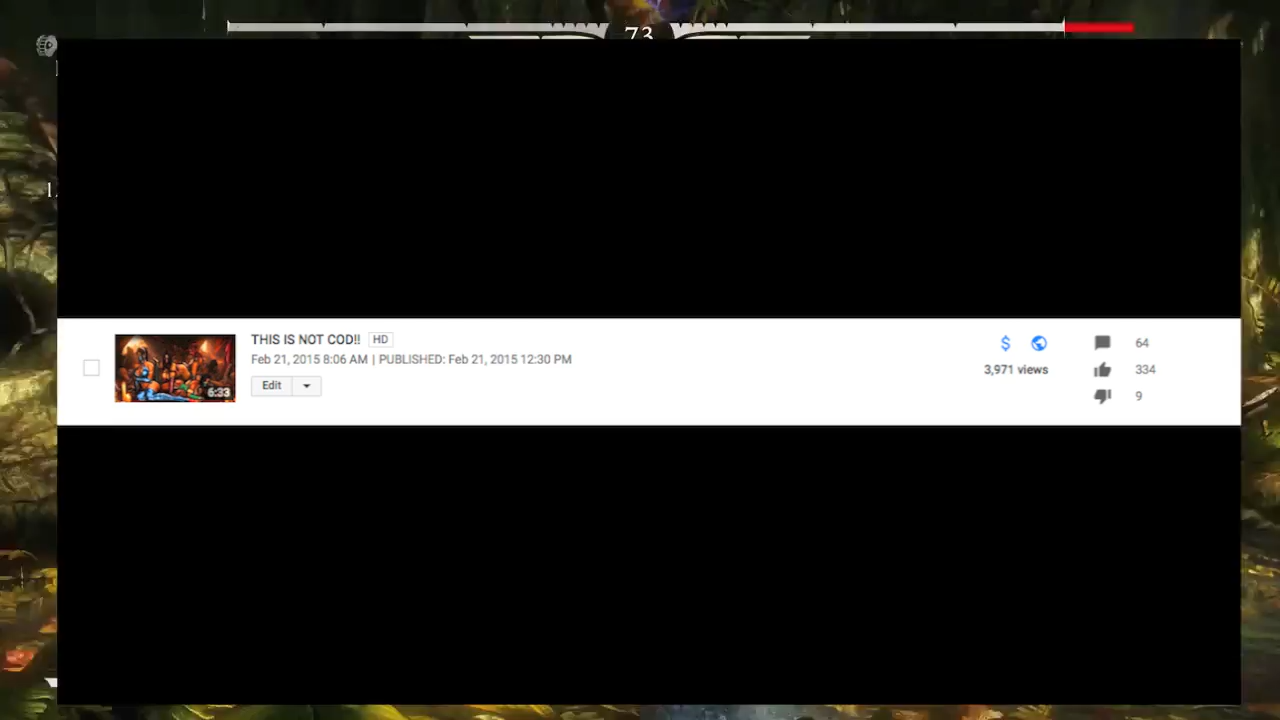 73
THIS IS NOT COD!! HD
Feb 21, 2015 8:06 AM | PUBLISHED: Feb 21, 2015 12:30 PM
Edit
6:33
3,971 views
64
334
9